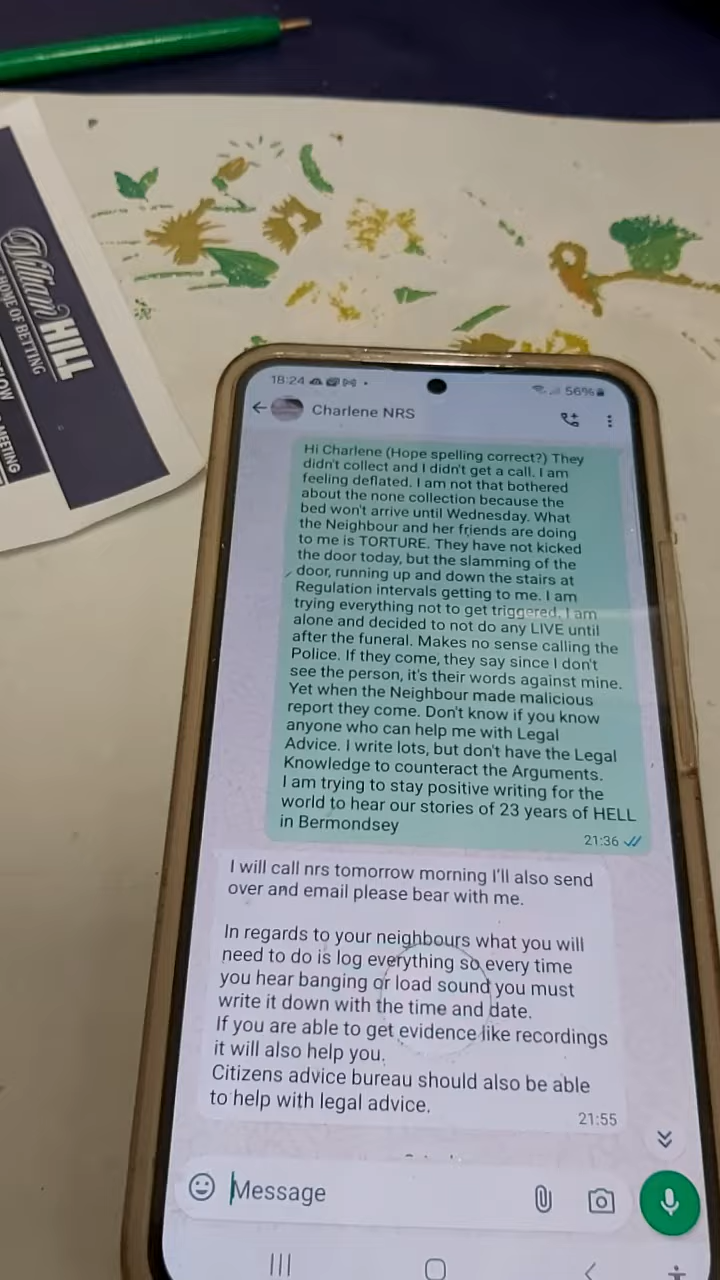 William HILL
HOME OF BETTING
MEETING
18:24
56%
Charlene NRS
Hi Charlene (Hope spelling correct?) They
didn't collect and I didn't get a call. I am
feeling deflated. I am not that bothered
about the none collection because the
bed won't arrive until Wednesday. What
the Neighbour and her friends are doing
to me is TORTURE. They have not kicked
the door today, but the slamming of the
door, running up and down the stairs at
Regulation intervals getting to me. I am
trying everything not to get triggered. I am
alone and decided to not do any LIVE until
after the funeral. Makes no sense calling the
Police. If they come, they say since I don't
see the person, it's their words against mine.
Yet when the Neighbour made malicious
report they come. Don't know if you know
anyone who can help me with Legal
Advice. I write lots, but don't have the Legal
Knowledge to counteract the Arguments.
I am trying to stay positive writing for the
world to hear our stories of 23 years of HELL
in Bermondsey
21:36
I will call nrs tomorrow morning I'll also send
over and email please bear with me.
In regards to your neighbours what you will
need to do is log everything so every time
you hear banging or load sound you must
write it down with the time and date.
If you are able to get evidence like recordings
it will also help you.
Citizens advice bureau should also be able
to help with legal advice.
21:55
Message